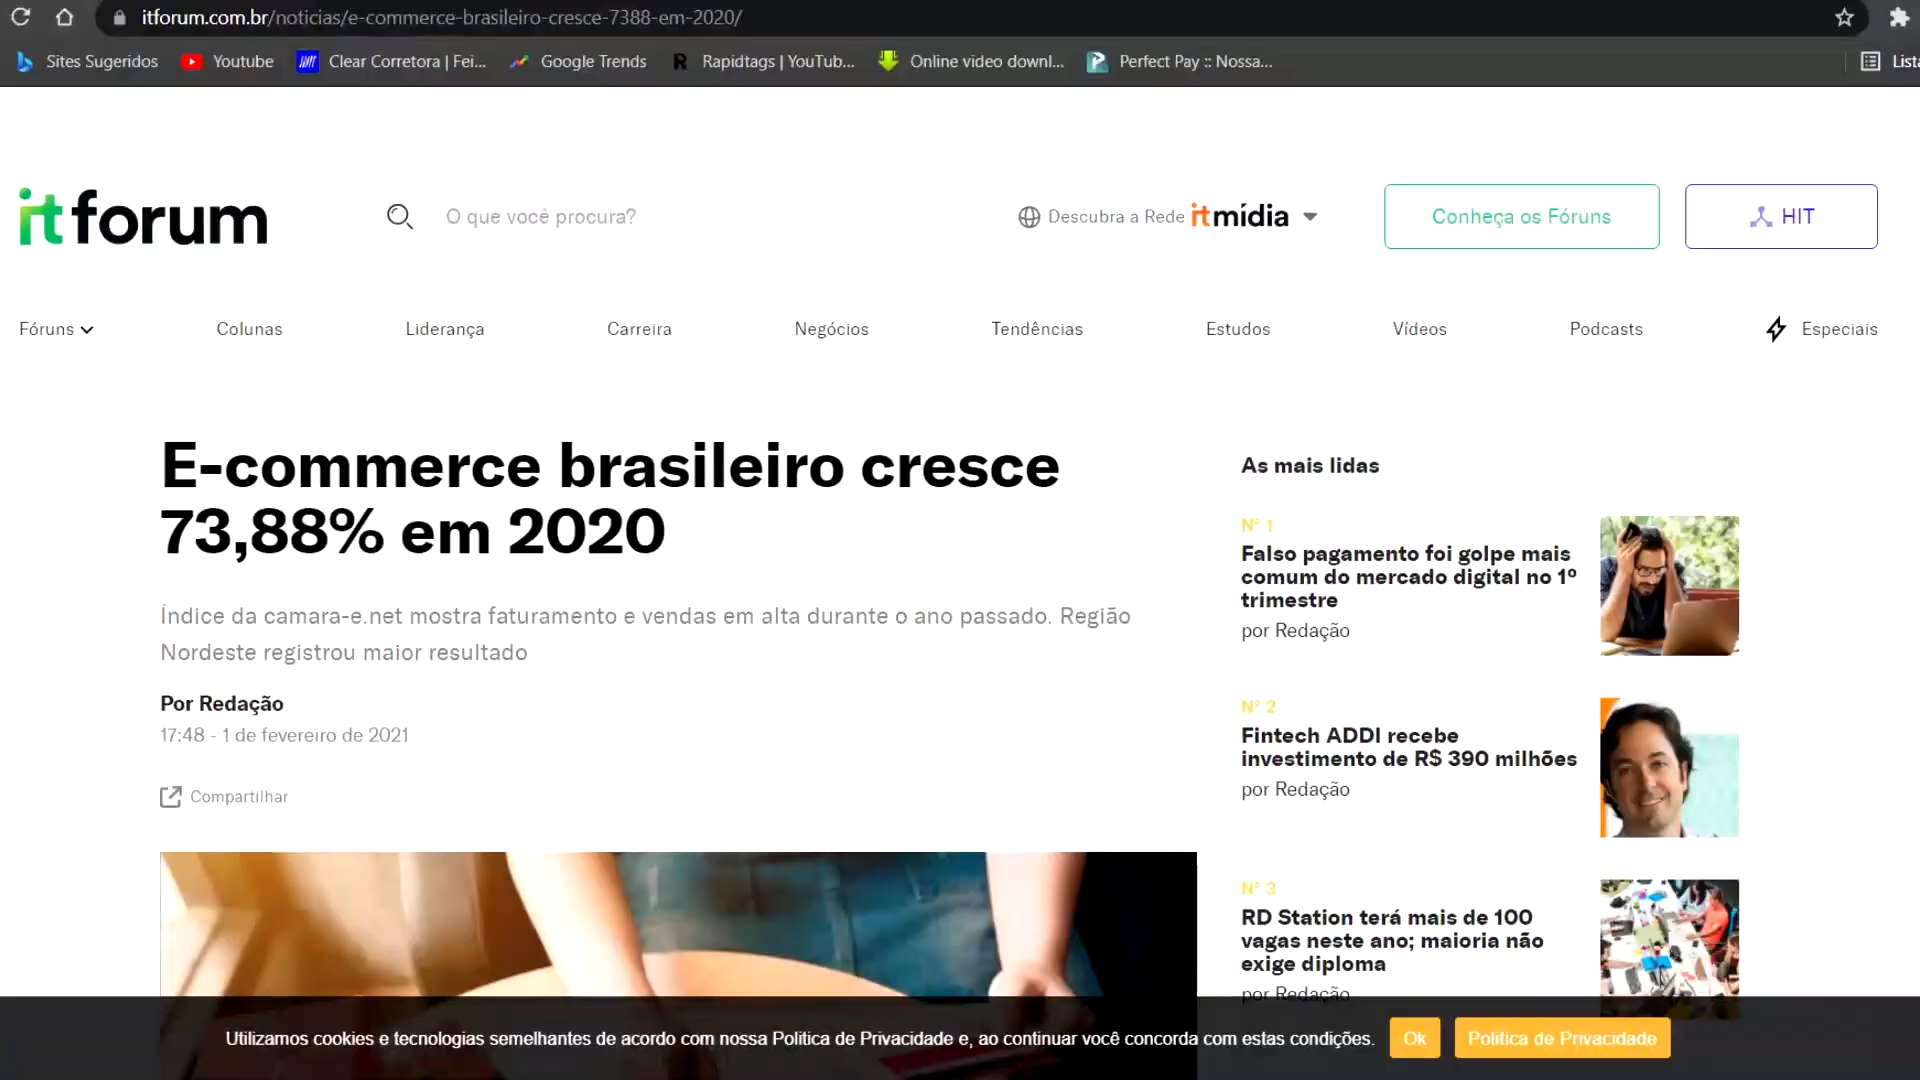 itforum.com.br/noticias/e-commerce-brasileiro-cresce-7388-em-2020/
Sites Sugeridos Youtube Clear Corretora | Fei... Google Trends Rapidtags | YouTub... Online video downl... Perfect Pay :: Nossa... Lista
itforum O que você procura? Descubra a Rede itmídia Conheça os Fóruns HIT
Fóruns Colunas Liderança Carreira Negócios Tendências Estudos Vídeos Podcasts Especiais
E-commerce brasileiro cresce
73,88% em 2020
Índice da camara-e.net mostra faturamento e vendas em alta durante o ano passado. Região
Nordeste registrou maior resultado
Por Redação
17:48 - 1 de fevereiro de 2021
Compartilhar
As mais lidas
Nº 1
Falso pagamento foi golpe mais
comum do mercado digital no 1º
trimestre
por Redação
Nº 2
Fintech ADDI recebe
investimento de R$ 390 milhões
por Redação
Nº 3
RD Station terá mais de 100
vagas neste ano; maioria não
exige diploma
por Redação
Utilizamos cookies e tecnologias semelhantes de acordo com nossa Politica de Privacidade e, ao continuar você concorda com estas condições. Ok Politica de Privacidade